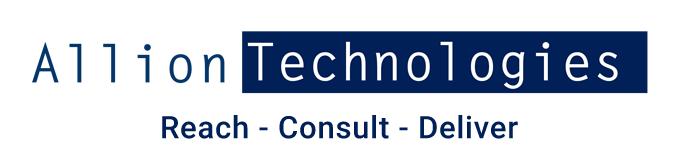 Allion Technologies
Reach - Consult - Deliver